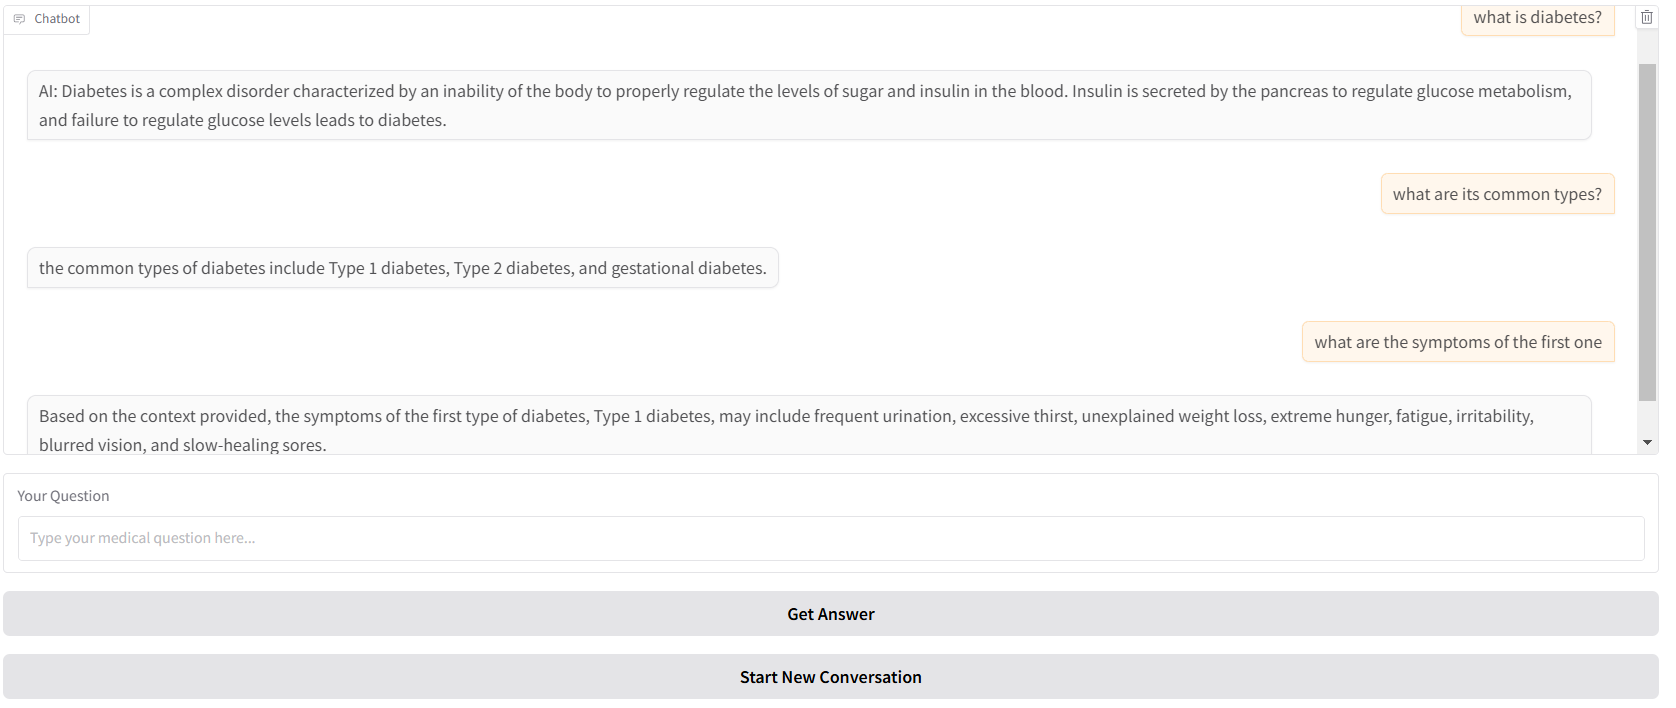 Chatbot
what is diabetes?
AI: Diabetes is a complex disorder characterized by an inability of the body to properly regulate the levels of sugar and insulin in the blood. Insulin is secreted by the pancreas to regulate glucose metabolism,
and failure to regulate glucose levels leads to diabetes.
what are its common types?
the common types of diabetes include Type 1 diabetes, Type 2 diabetes, and gestational diabetes.
what are the symptoms of the first one
Based on the context provided, the symptoms of the first type of diabetes, Type 1 diabetes, may include frequent urination, excessive thirst, unexplained weight loss, extreme hunger, fatigue, irritability,
blurred vision, and slow-healing sores.
Your Question
Type your medical question here...
Get Answer
Start New Conversation